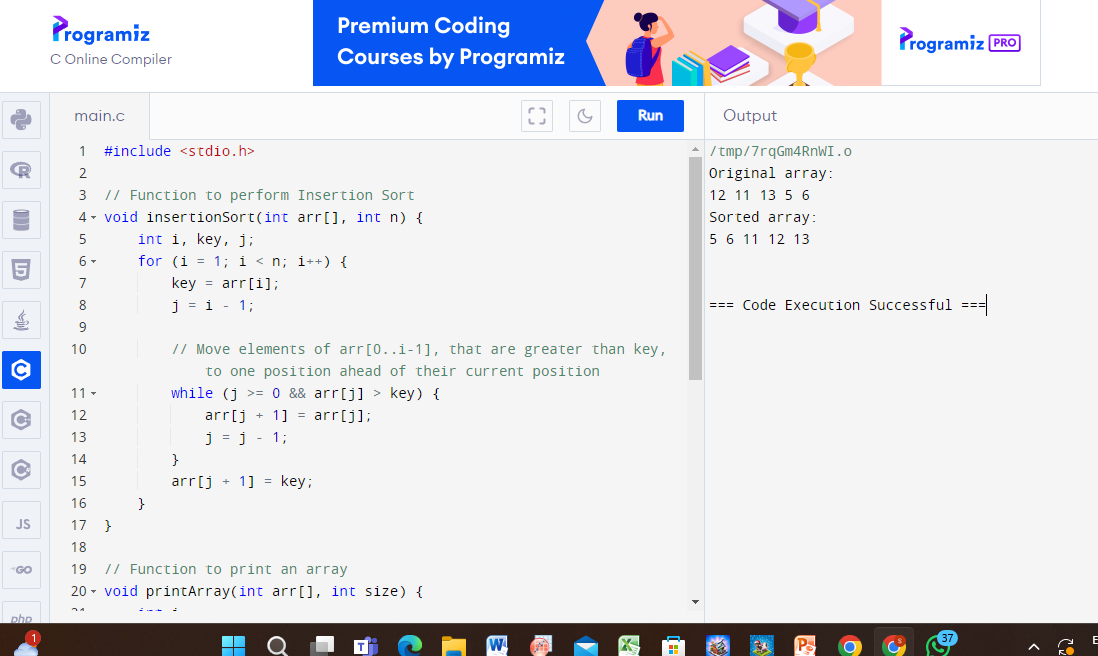 Programiz
C Online Compiler
Premium Coding
Courses by Programiz
Programiz PRO
main.c
Run
Output
1 #include <stdio.h>
2
3 // Function to perform Insertion Sort
4 void insertionSort(int arr[], int n) {
5 int i, key, j;
6 for (i = 1; i < n; i++) {
7 key = arr[i];
8 j = i - 1;
9
10 // Move elements of arr[0..i-1], that are greater than key,
to one position ahead of their current position
11 while (j >= 0 && arr[j] > key) {
12 arr[j + 1] = arr[j];
13 j = j - 1;
14 }
15 arr[j + 1] = key;
16 }
17 }
18
19 // Function to print an array
20 void printArray(int arr[], int size) {
/tmp/7rqGm4RnWI.o
Original array:
12 11 13 5 6
Sorted array:
5 6 11 12 13
=== Code Execution Successful ===
JS
GO
php
1
37